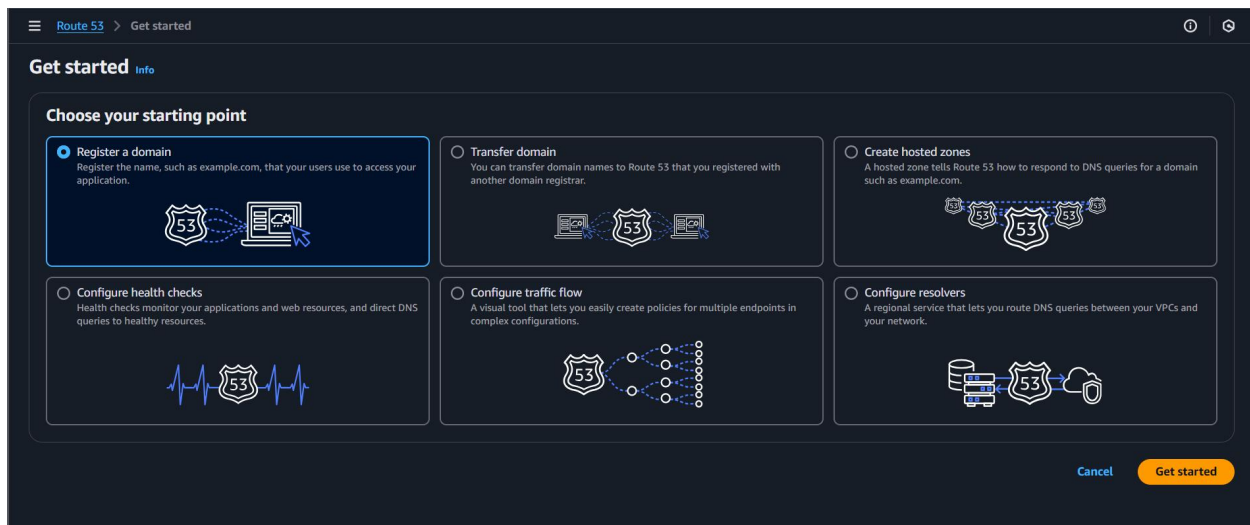 Route 53 > Get started
Get started Info
Choose your starting point
Register a domain
Register the name, such as example.com, that your users use to access your
application.
53
Transfer domain
You can transfer domain names to Route 53 that you registered with
another domain registrar.
53
Create hosted zones
A hosted zone tells Route 53 how to respond to DNS queries for a domain
such as example.com.
53 53 53 53 53
Configure health checks
Health checks monitor your applications and web resources, and direct DNS
queries to healthy resources.
53
Configure traffic flow
A visual tool that lets you easily create policies for multiple endpoints in
complex configurations.
53
Configure resolvers
A regional service that lets you route DNS queries between your VPCs and
your network.
53
Cancel Get started